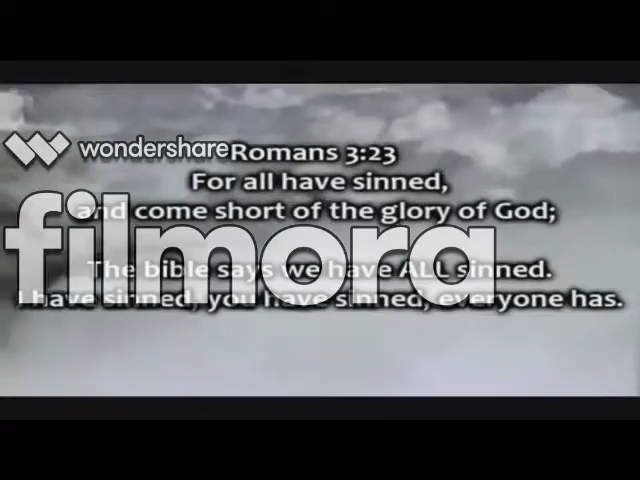 wondershare
filmora
Romans 3:23
For all have sinned,
and come short of the glory of God;
The bible says we have ALL sinned.
I have sinned, you have sinned, everyone has.